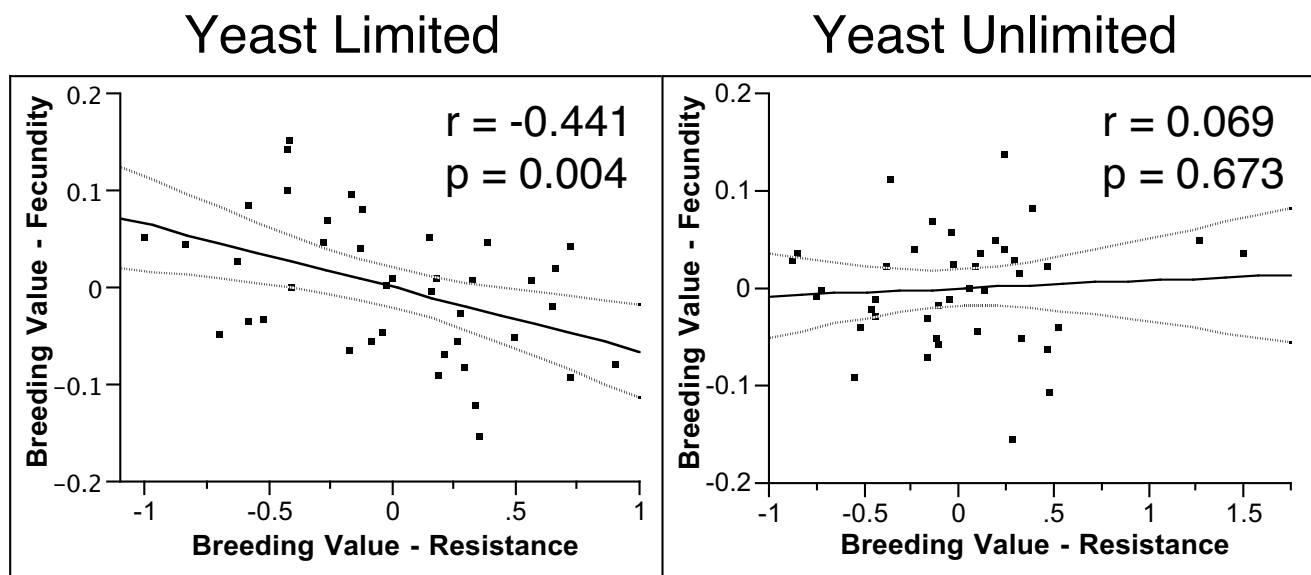 Yeast Limited
Yeast Unlimited
Breeding Value - Fecundity
0.2
0.1
0
−0.1
−0.2
r = -0.441
p = 0.004
-1
-0.5
0
.5
1
Breeding Value - Resistance
Breeding Value - Fecundity
0.2
0.1
0
-0.1
-0.2
r = 0.069
p = 0.673
-1
-0.5
0
.5
1
1.5
Breeding Value - Resistance